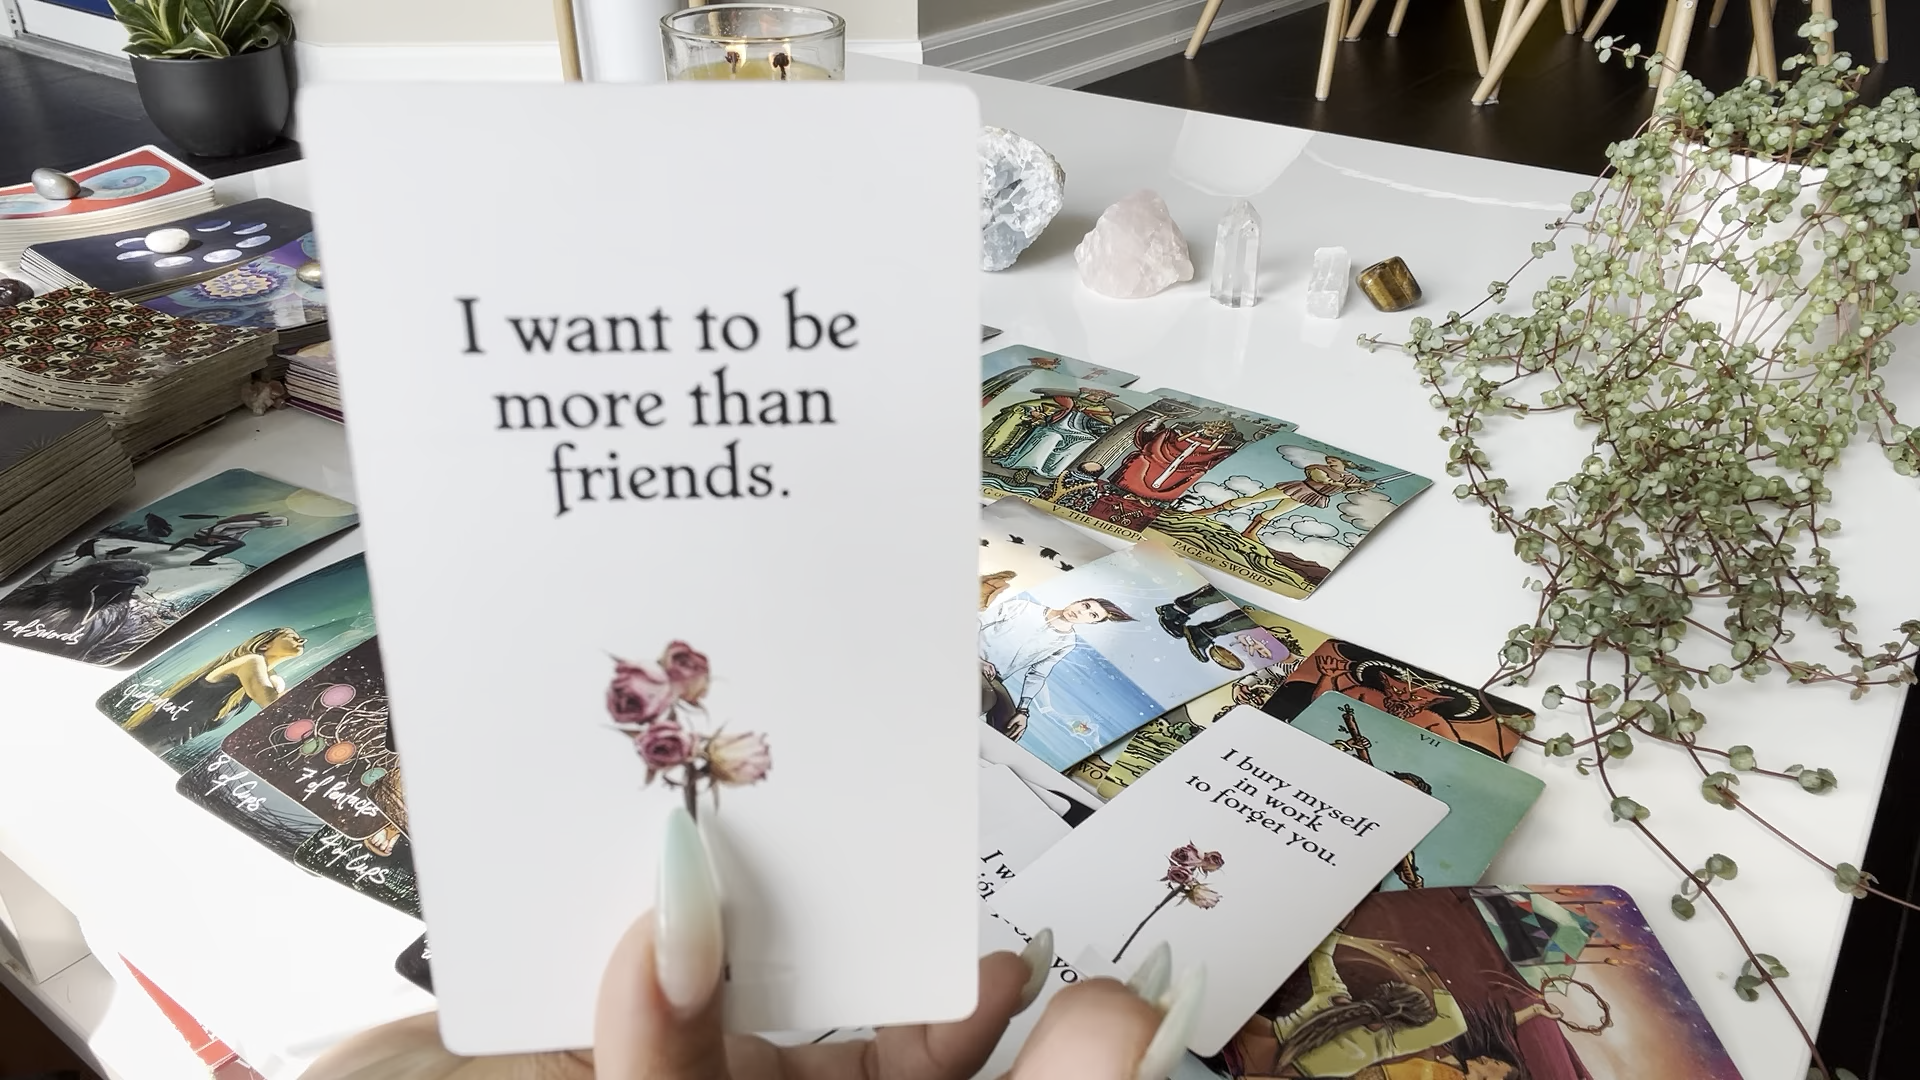 I want to be
more than
friends.
I bury myself
in work
to forget you.
V · THE HIEROP
PAGE OF SWORDS
VII
7 of Swords
Judgement
8 of Cups
7 of Pentacles
4 of Cups
I w